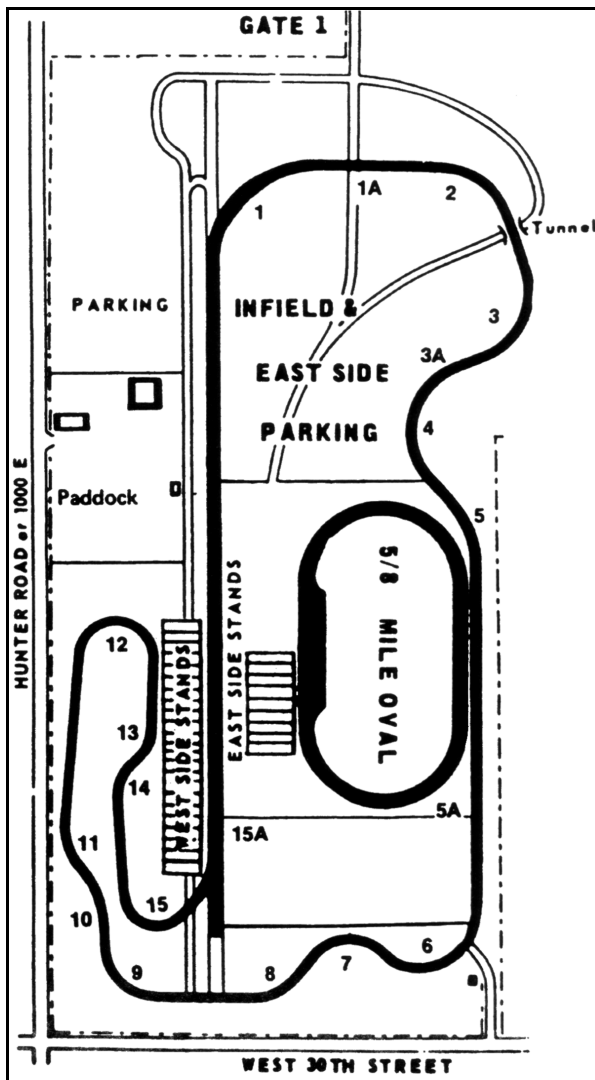 GATE 1
1A
2
1
Tunnel
PARKING
INFIELD &
3
3A
EAST SIDE
4
PARKING
Paddock
5
HUNTER ROAD or 1000 E
5/8 MILE OVAL
EAST SIDE STANDS
WEST SIDE STANDS
12
13
14
5A
15A
11
15
10
6
7
9
8
WEST 30TH STREET